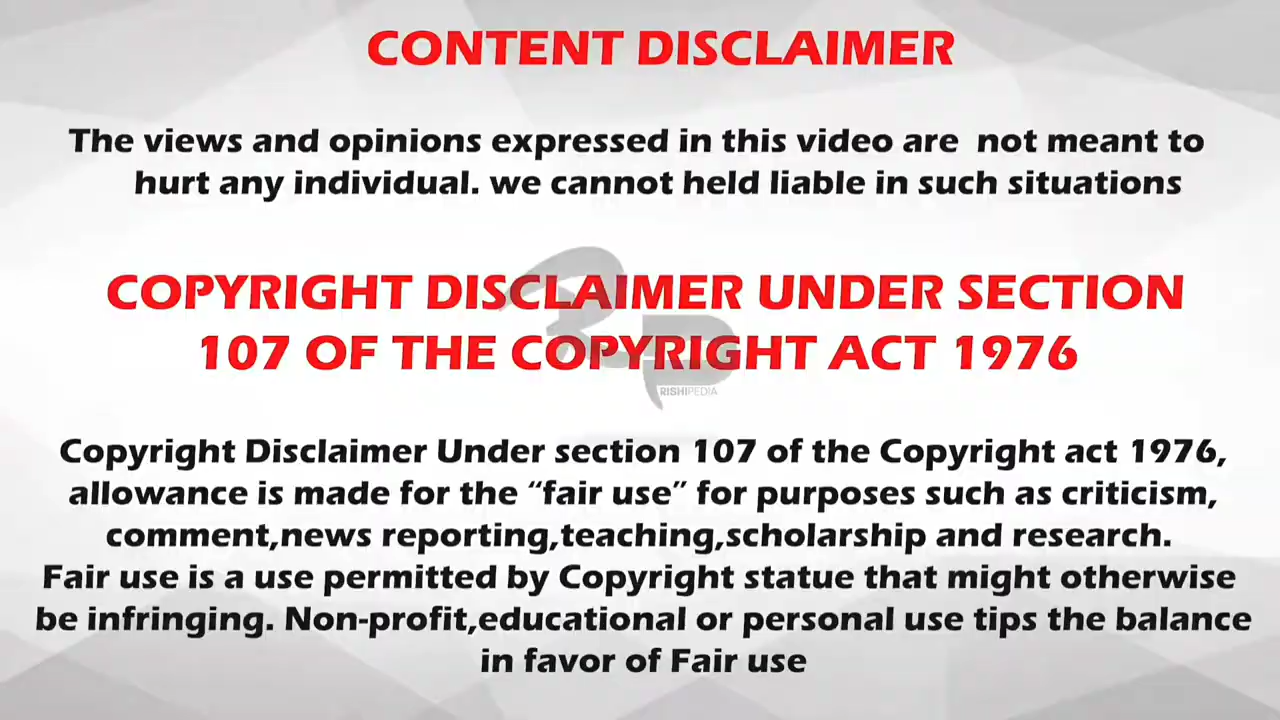 CONTENT DISCLAIMER
The views and opinions expressed in this video are not meant to
hurt any individual. we cannot held liable in such situations
COPYRIGHT DISCLAIMER UNDER SECTION
107 OF THE COPYRIGHT ACT 1976
RISHIPEDIA
Copyright Disclaimer Under section 107 of the Copyright act 1976,
allowance is made for the “fair use” for purposes such as criticism,
comment,news reporting,teaching,scholarship and research.
Fair use is a use permitted by Copyright statue that might otherwise
be infringing. Non-profit,educational or personal use tips the balance
in favor of Fair use